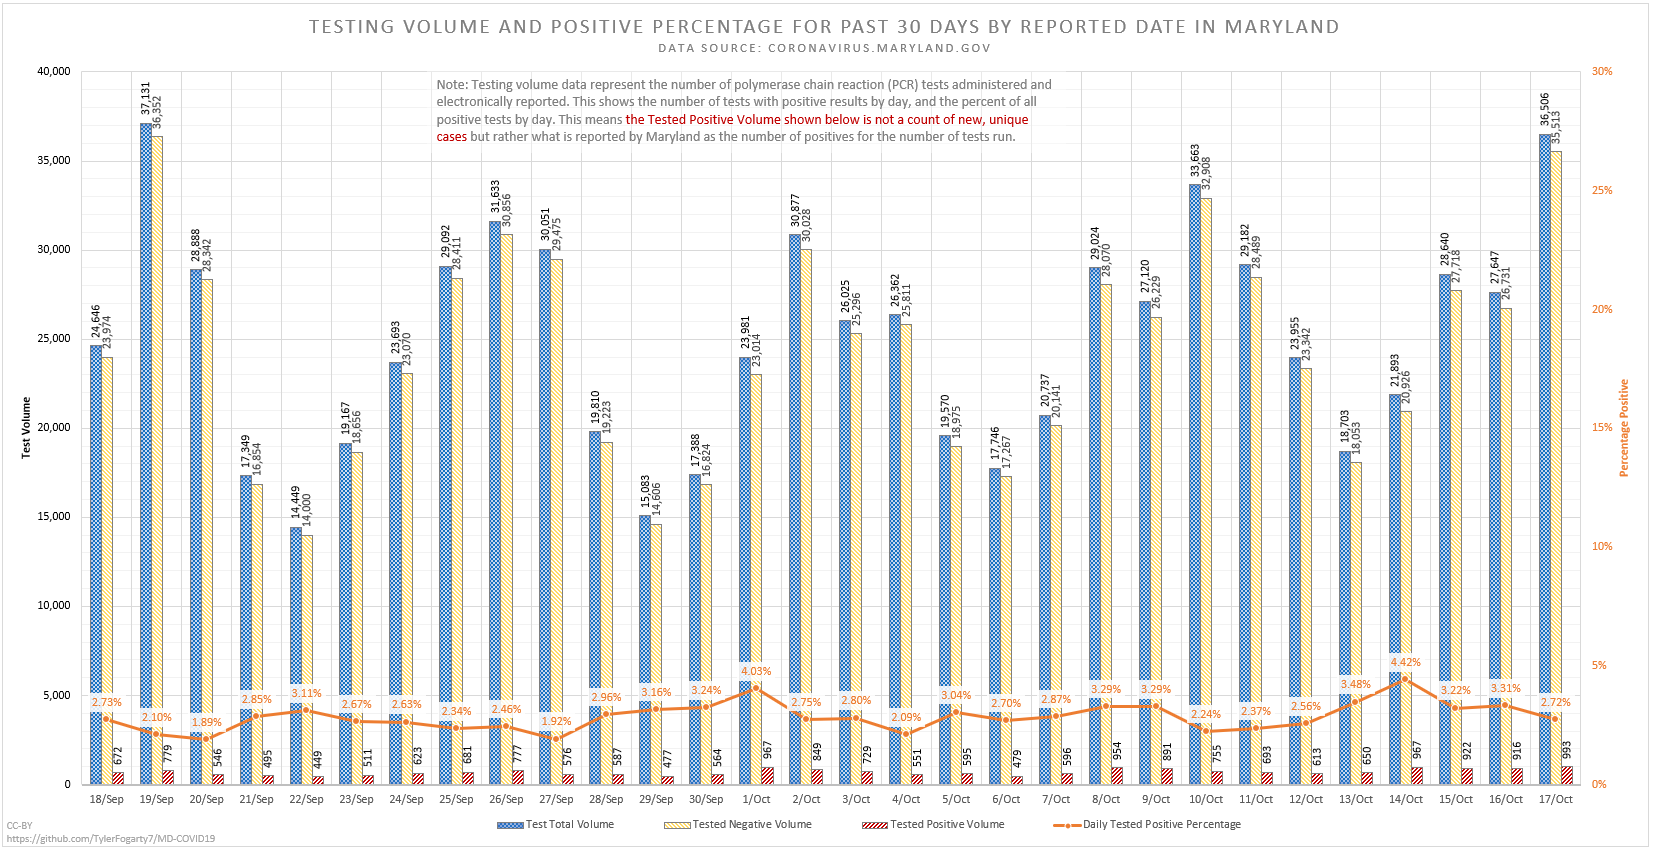 TESTING VOLUME AND POSITIVE PERCENTAGE FOR PAST 30 DAYS BY REPORTED DATE IN MARYLAND
DATA SOURCE: CORONAVIRUS.MARYLAND.GOV
Note: Testing volume data represent the number of polymerase chain reaction (PCR) tests administered and
electronically reported. This shows the number of tests with positive results by day, and the percent of all
positive tests by day. This means the Tested Positive Volume shown below is not a count of new, unique
cases but rather what is reported by Maryland as the number of positives for the number of tests run.
Test Volume
40,000
35,000
30,000
25,000
20,000
15,000
10,000
5,000
0
30%
25%
20%
15%
10%
5%
0%
Percentage Positive
24,646 37,131 28,888 17,349 14,449 19,167 23,693 29,092 31,633 30,051 19,810 15,083 17,388 23,981 30,877 26,025 26,362 19,570 17,746 20,737 29,024 27,120 33,663 29,182 23,955 18,703 21,893 28,640 27,647 36,506
23,974 36,352 28,342 16,854 14,000 18,656 23,070 28,411 30,856 29,475 19,223 14,606 16,824 23,014 30,028 25,296 25,811 18,975 17,267 20,141 28,070 26,229 32,908 28,489 23,342 18,053 20,926 27,718 26,731 35,513
2.73% 2.10% 1.89% 2.85% 3.11% 2.67% 2.63% 2.34% 2.46% 1.92% 2.96% 3.16% 3.24% 4.03% 2.75% 2.80% 2.09% 3.04% 2.70% 2.87% 3.29% 3.29% 2.24% 2.37% 2.56% 3.48% 4.42% 3.22% 3.31% 2.72%
672 779 546 495 449 511 623 681 777 576 587 477 564 967 849 729 551 595 479 596 954 891 755 693 613 650 967 922 916 993
18/Sep 19/Sep 20/Sep 21/Sep 22/Sep 23/Sep 24/Sep 25/Sep 26/Sep 27/Sep 28/Sep 29/Sep 30/Sep 1/Oct 2/Oct 3/Oct 4/Oct 5/Oct 6/Oct 7/Oct 8/Oct 9/Oct 10/Oct 11/Oct 12/Oct 13/Oct 14/Oct 15/Oct 16/Oct 17/Oct
Test Total Volume Tested Negative Volume Tested Positive Volume Daily Tested Positive Percentage
CC-BY
https://github.com/TylerFogarty7/MD-COVID19